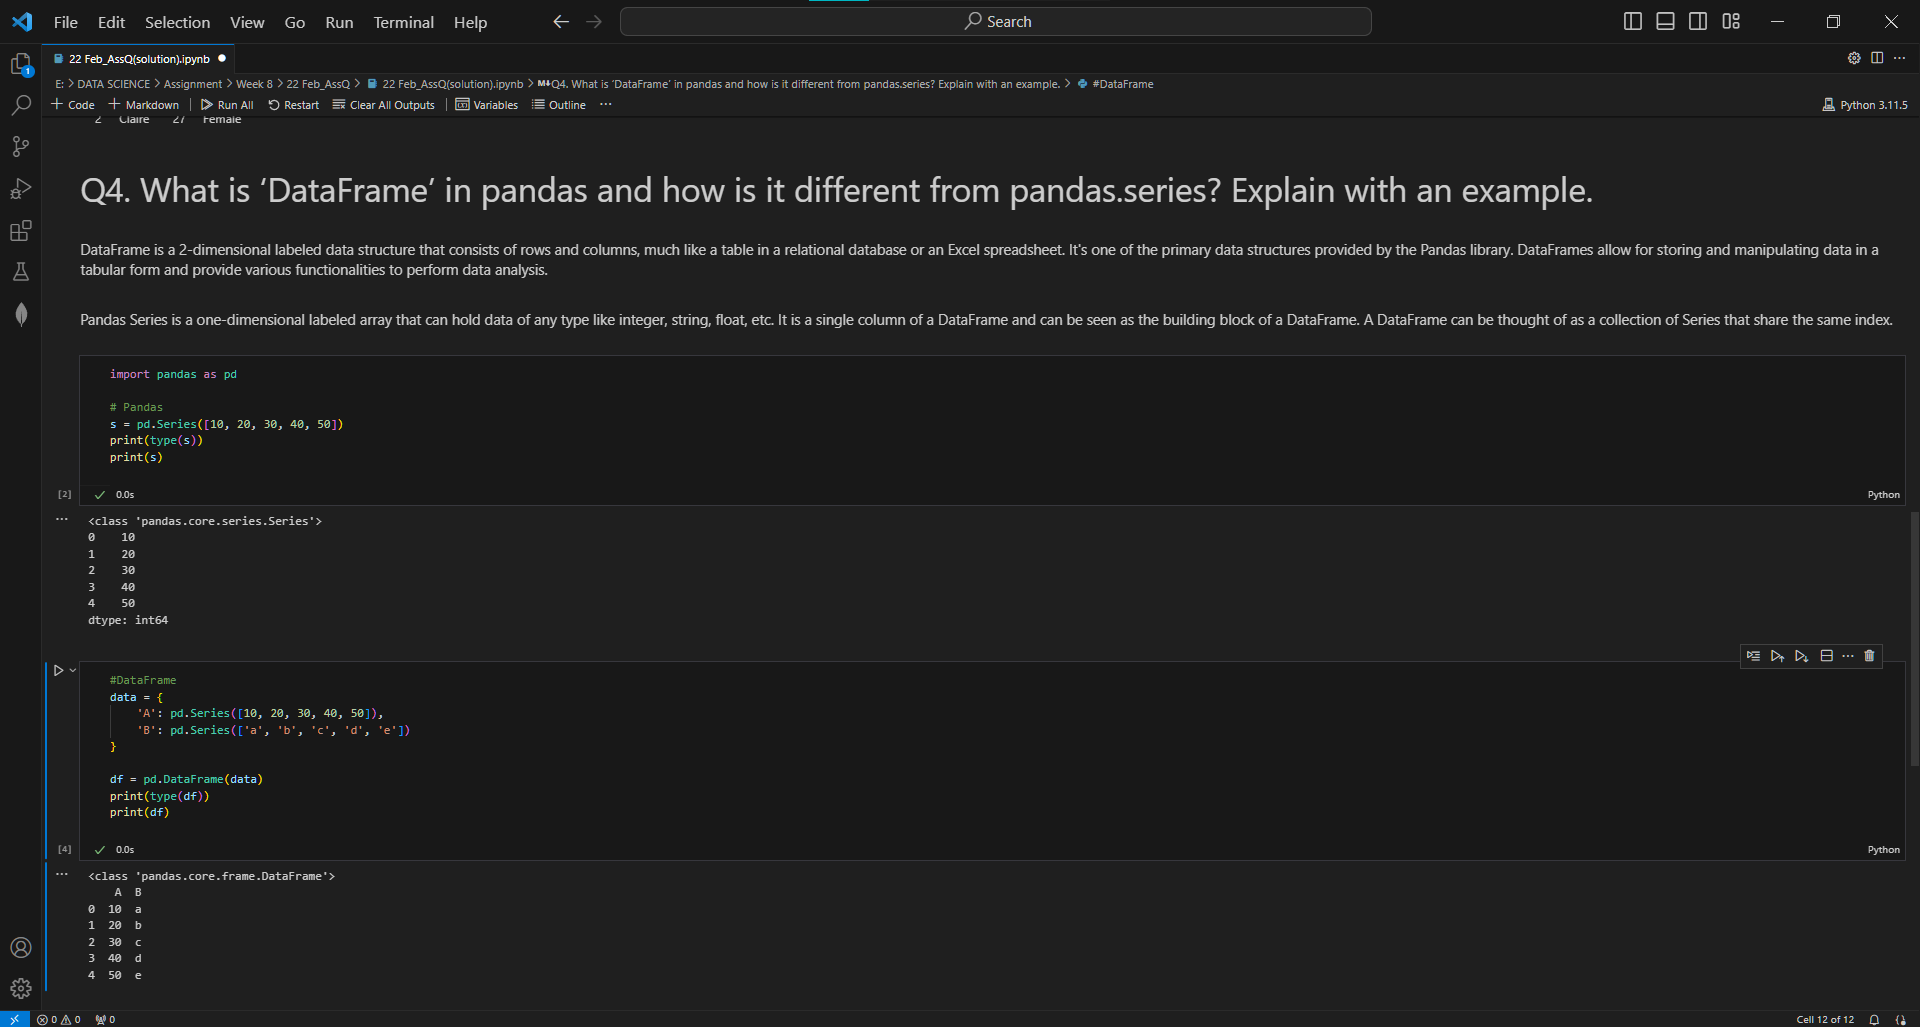 File Edit Selection View Go Run Terminal Help Search
22 Feb_AssQ(solution).ipynb
E: > DATA SCIENCE > Assignment > Week 8 > 22 Feb_AssQ > 22 Feb_AssQ(solution).ipynb > M↓Q4. What is ‘DataFrame’ in pandas and how is it different from pandas.series? Explain with an example. > #DataFrame
+ Code + Markdown | Run All Restart Clear All Outputs | Variables Outline ··· Python 3.11.5
2 Claire 27 Female
Q4. What is ‘DataFrame’ in pandas and how is it different from pandas.series? Explain with an example.
DataFrame is a 2-dimensional labeled data structure that consists of rows and columns, much like a table in a relational database or an Excel spreadsheet. It's one of the primary data structures provided by the Pandas library. DataFrames allow for storing and manipulating data in a
tabular form and provide various functionalities to perform data analysis.
Pandas Series is a one-dimensional labeled array that can hold data of any type like integer, string, float, etc. It is a single column of a DataFrame and can be seen as the building block of a DataFrame. A DataFrame can be thought of as a collection of Series that share the same index.
import pandas as pd
# Pandas
s = pd.Series([10, 20, 30, 40, 50])
print(type(s))
print(s)
[2] 0.0s Python
<class 'pandas.core.series.Series'>
0 10
1 20
2 30
3 40
4 50
dtype: int64
#DataFrame
data = {
'A': pd.Series([10, 20, 30, 40, 50]),
'B': pd.Series(['a', 'b', 'c', 'd', 'e'])
}
df = pd.DataFrame(data)
print(type(df))
print(df)
[4] 0.0s Python
<class 'pandas.core.frame.DataFrame'>
A B
0 10 a
1 20 b
2 30 c
3 40 d
4 50 e
1
0 0 0 Cell 12 of 12